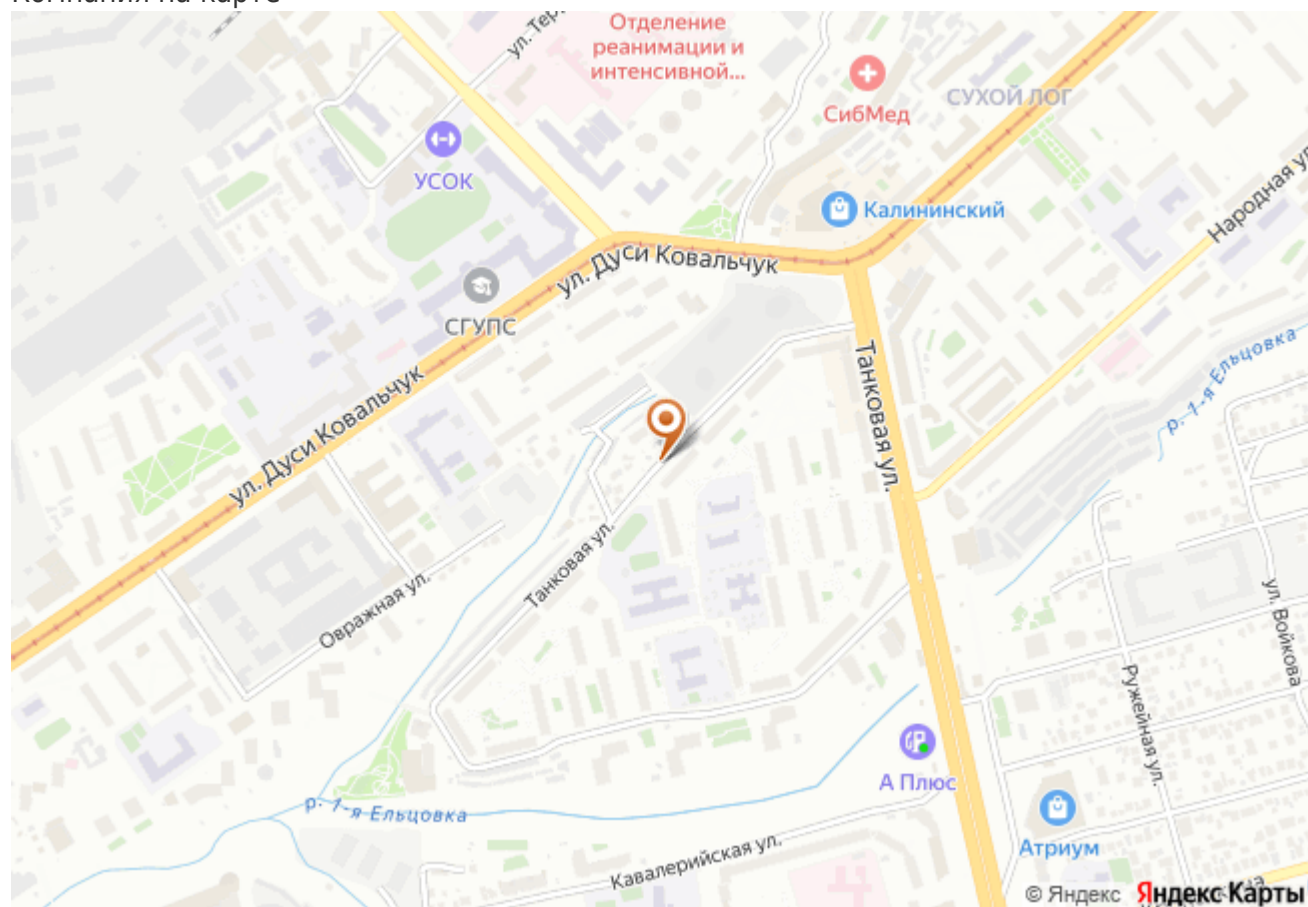 ул. Тер
Отделение
реанимации и
интенсивной...
СибМед
СУХОЙ ЛОГ
УСОК
Калининский
Народная ул
ул. Дуси Ковальчук
СГУПС
р. 1-я Ельцовка
Танковая ул.
ул. Дуси Ковальчук
Танковая ул.
Овражная ул.
ул. Войкова
Ружейная ул.
А Плюс
р. 1-я Ельцовка
Атриум
Кавалерийская ул.
© Яндекс Яндекс Карты